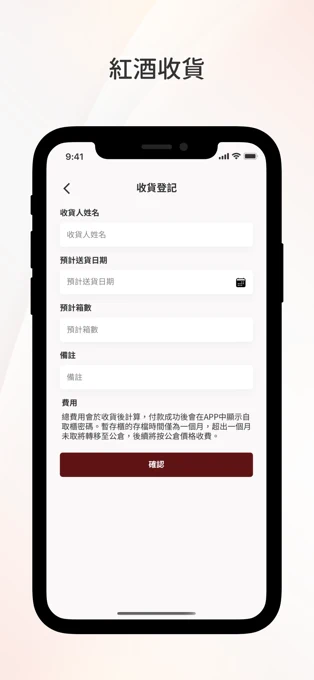 紅酒收貨
9:41
收貨登記
收貨人姓名
收貨人姓名
預計送貨日期
預計送貨日期
預計箱數
預計箱數
備註
備註
費用
總費用會於收貨後計算，付款成功後會在APP中顯示自
取櫃密碼。暫存櫃的存檔時間僅為一個月，超出一個月
未取將轉移至公倉，後續將按公倉價格收費。
確認